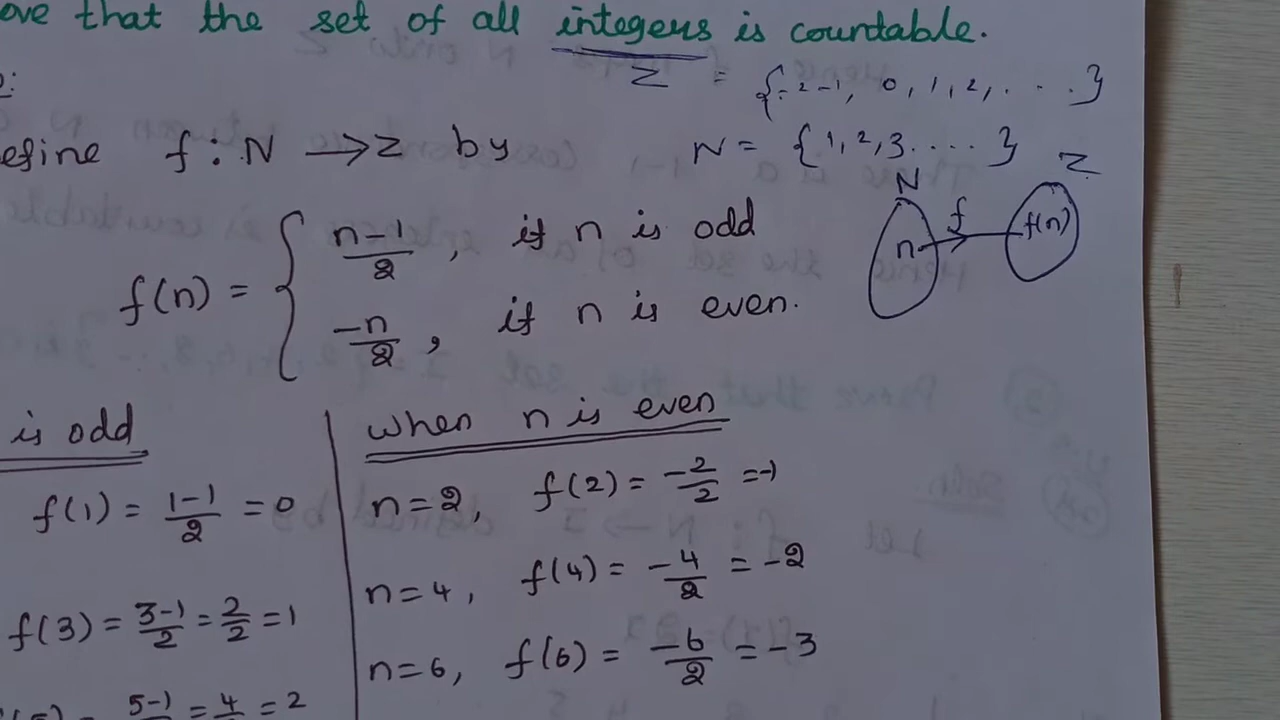 ove that the set of all integers is countable.
Z = {-2-1, 0, 1, 2, . . . .}
efine f : N → Z by
N = {1, 2, 3. . . . }
N f Z
n f(n)
f(n) = { n-1/2, if n is odd
-n/2, if n is even.
is odd
when n is even
f(1) = 1-1/2 = 0
n=2, f(2) = -2/2 = -1
n=4, f(4) = -4/2 = -2
f(3) = 3-1/2 = 2/2 = 1
n=6, f(6) = -6/2 = -3
5-1/2 = 4/ = 2